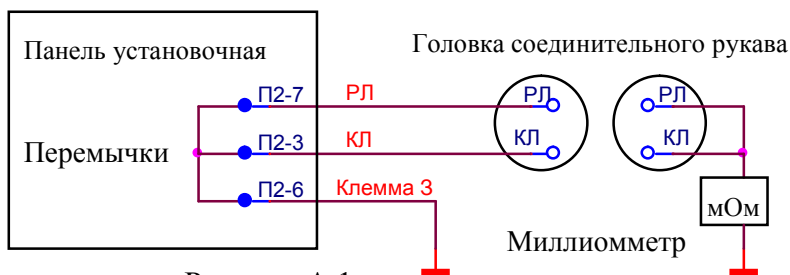 Панель установочная
Головка соединительного рукава
П2-7 РЛ РЛ РЛ
Перемычки П2-3 КЛ КЛ КЛ
П2-6 Клемма 3
мОм
Миллиомметр